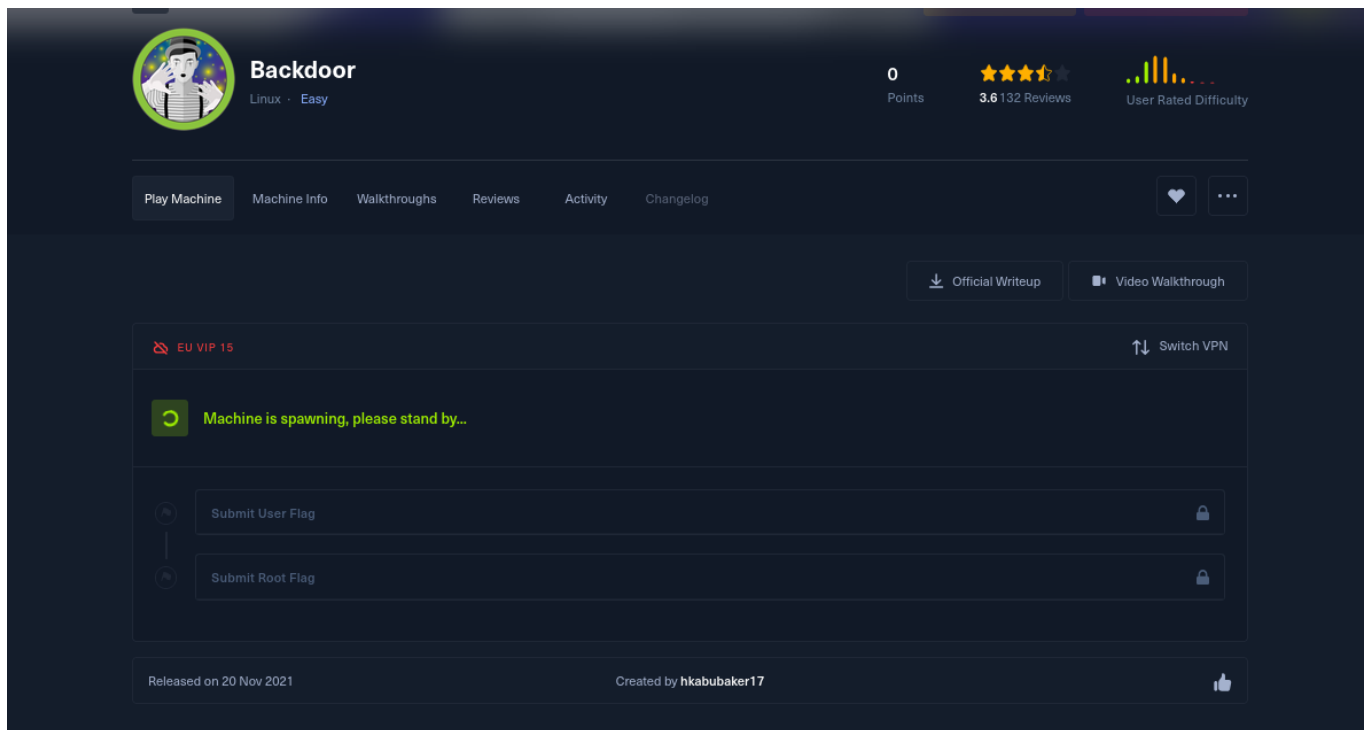 Backdoor
Linux · Easy
0
Points
3.6 132 Reviews
User Rated Difficulty
Play Machine
Machine Info
Walkthroughs
Reviews
Activity
Changelog
Official Writeup
Video Walkthrough
EU VIP 15
Switch VPN
Machine is spawning, please stand by...
Submit User Flag
Submit Root Flag
Released on 20 Nov 2021
Created by hkabubaker17